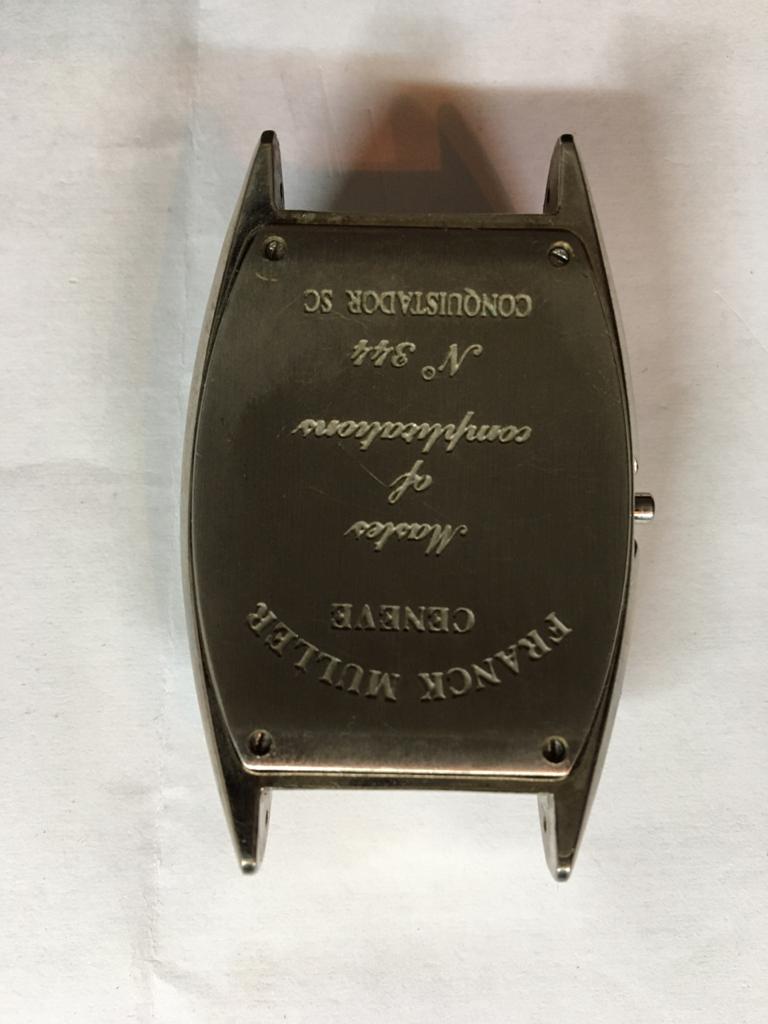 FRANCK MULLER
GENEVE
Master
of
complications
N° 344
CONQUISTADOR SC